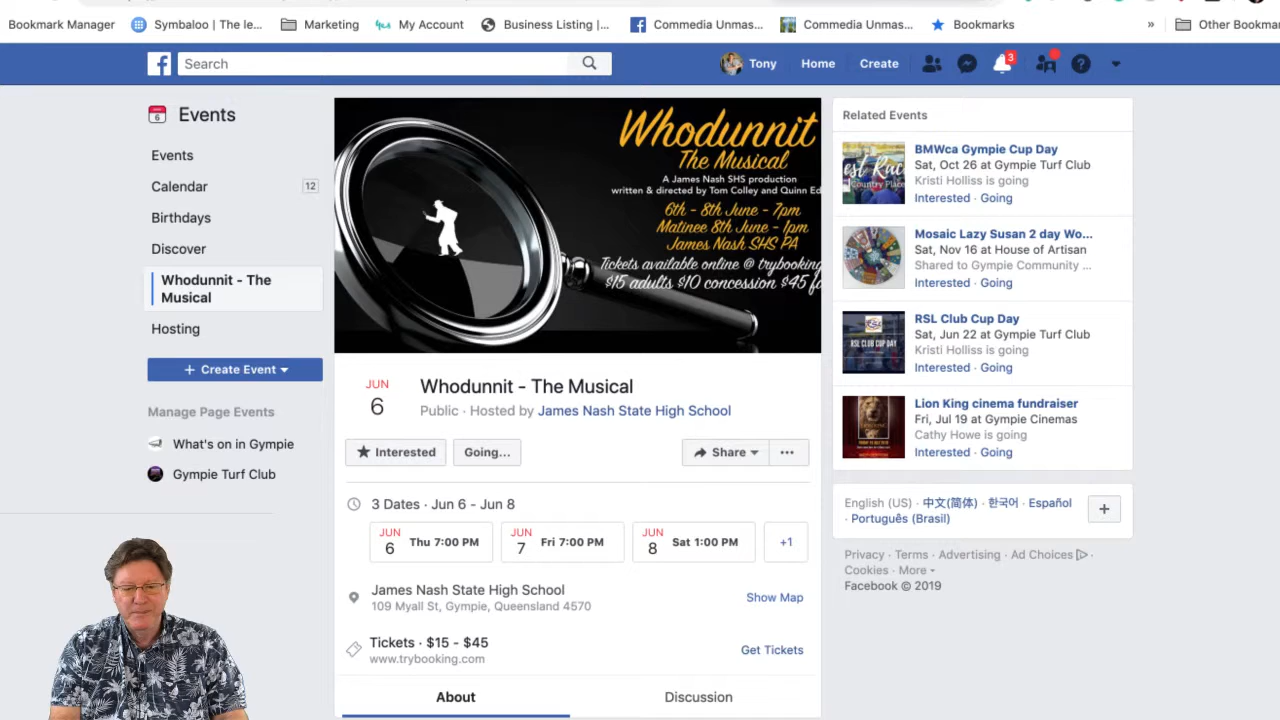 Bookmark Manager
Symbaloo | The le...
Marketing
My Account
Business Listing |...
Commedia Unmas...
Commedia Unmas...
Bookmarks
»
Other Bookma
Search
Tony
Home
Create
3
Events
Events
Calendar
12
Birthdays
Discover
Whodunnit - The
Musical
Hosting
+ Create Event
Manage Page Events
What's on in Gympie
Gympie Turf Club
Whodunnit
The Musical
A James Nash SHS production
written & directed by Tom Colley and Quinn Ed
6th - 8th June - 7pm
Matinee 8th June - 1pm
James Nash SHS PA
Tickets available online @ trybooking
$15 adults $10 concession $45 f
JUN
6
Whodunnit - The Musical
Public · Hosted by James Nash State High School
Interested
Going...
Share
...
3 Dates · Jun 6 - Jun 8
JUN
6
Thu 7:00 PM
JUN
7
Fri 7:00 PM
JUN
8
Sat 1:00 PM
+1
James Nash State High School
109 Myall St, Gympie, Queensland 4570
Show Map
Tickets · $15 - $45
www.trybooking.com
Get Tickets
About
Discussion
Related Events
BMWca Gympie Cup Day
Sat, Oct 26 at Gympie Turf Club
Kristi Holliss is going
Interested · Going
Mosaic Lazy Susan 2 day Wo...
Sat, Nov 16 at House of Artisan
Shared to Gympie Community ...
Interested · Going
RSL CLUB CUP DAY
RSL Club Cup Day
Sat, Jun 22 at Gympie Turf Club
Kristi Holliss is going
Interested · Going
Lion King cinema fundraiser
Fri, Jul 19 at Gympie Cinemas
Cathy Howe is going
Interested · Going
English (US) · 中文(简体) · 한국어 · Español
· Português (Brasil)
+
Privacy · Terms · Advertising · Ad Choices ·
Cookies · More
Facebook © 2019